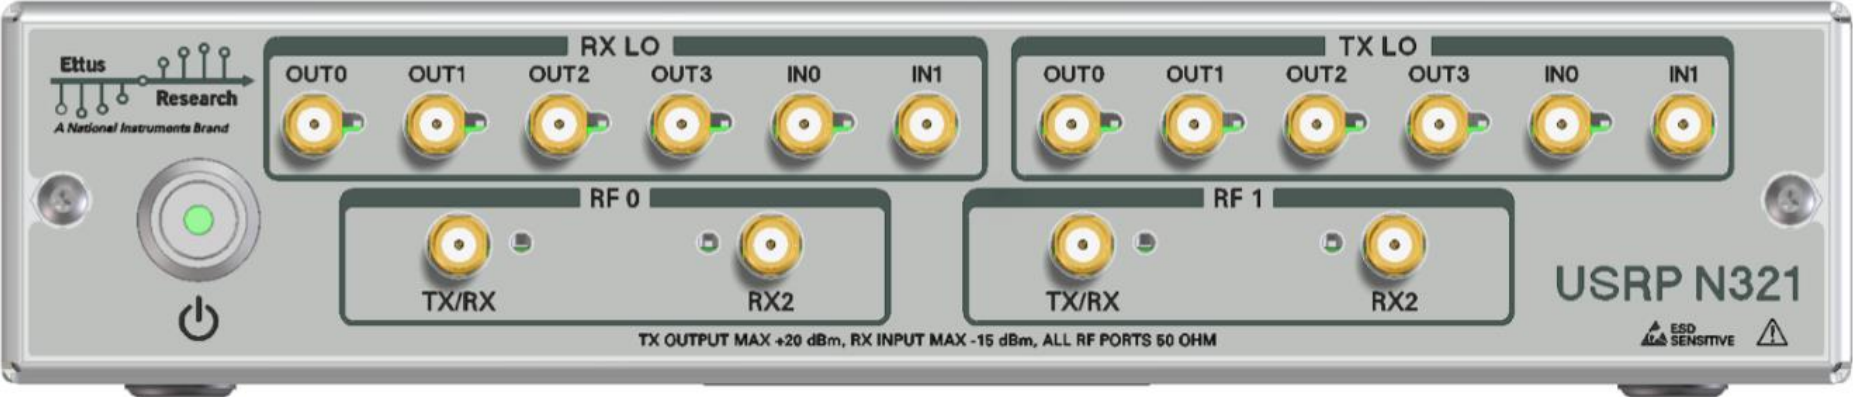 Ettus
Research
A National Instruments Brand
RX LO
OUT0 OUT1 OUT2 OUT3 IN0 IN1
TX LO
OUT0 OUT1 OUT2 OUT3 IN0 IN1
RF 0
TX/RX RX2
RF 1
TX/RX RX2
USRP N321
TX OUTPUT MAX +20 dBm, RX INPUT MAX -15 dBm, ALL RF PORTS 50 OHM
ESD
SENSITIVE